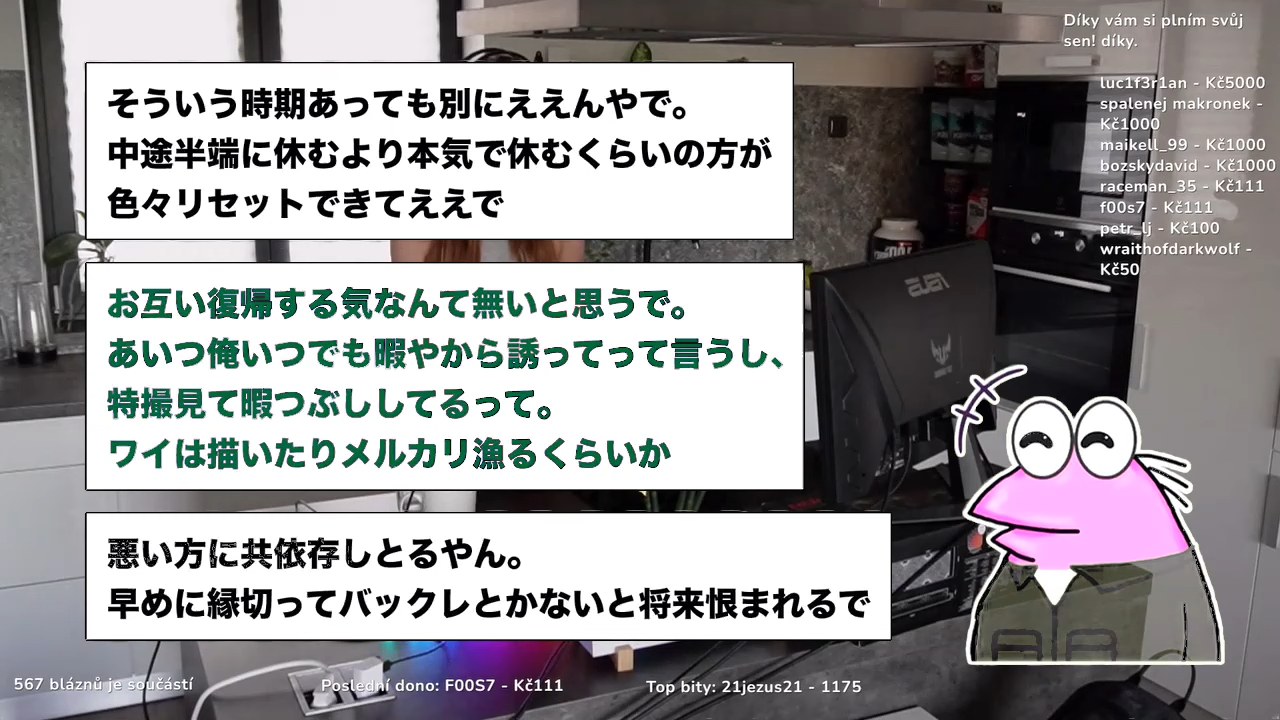 Díky vám si plním svůj
sen! díky.
luc1f3r1an - Kč5000
spalenej makronek -
Kč1000
maikell_99 - Kč1000
bozskydavid - Kč1000
raceman_35 - Kč111
f00s7 - Kč111
petr_lj - Kč100
wraithofdarkwolf -
Kč50
そういう時期あっても別にええんやで。
中途半端に休むより本気で休むくらいの方が
色々リセットできてええで
お互い復帰する気なんて無いと思うで。
あいつ俺いつでも暇やから誘ってって言うし、
特撮見て暇つぶししてるって。
ワイは描いたりメルカリ漁るくらいか
悪い方に共依存しとるやん。
早めに縁切ってバックレとかないと将来恨まれるで
ASUS
567 bláznů je součástí
Poslední dono: F00S7 - Kč111
Top bity: 21jezus21 - 1175